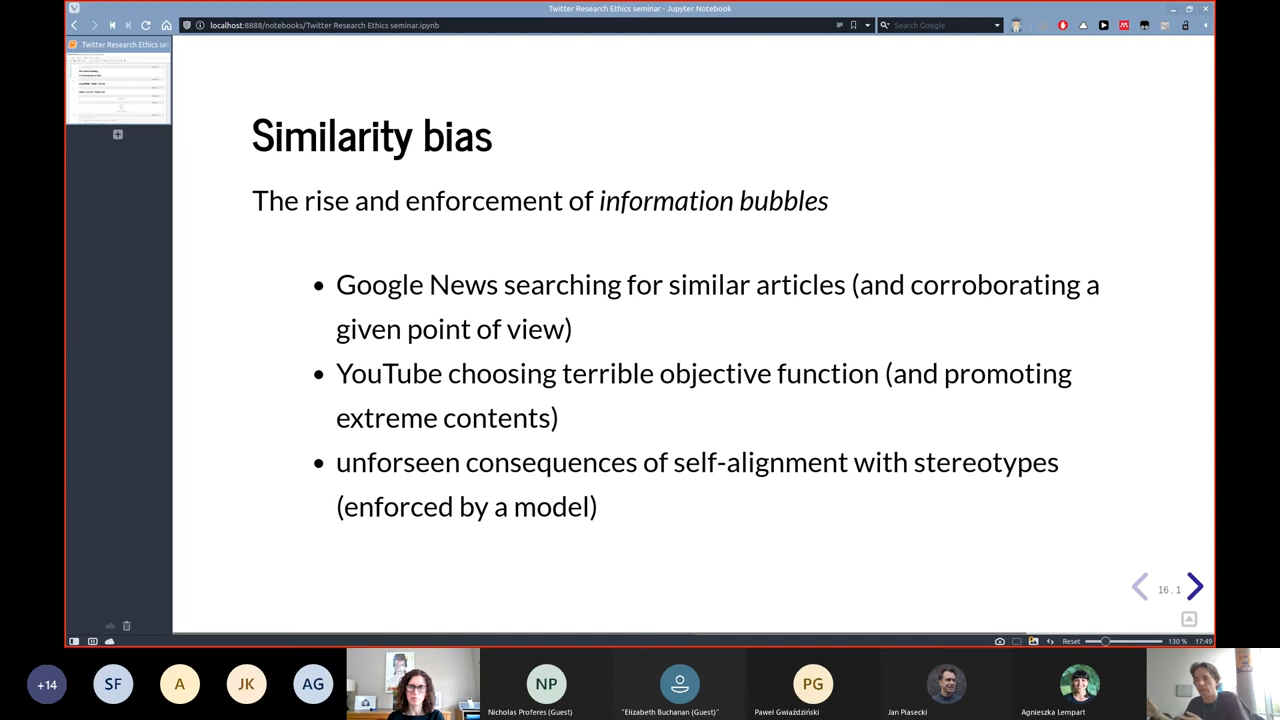 Twitter Research Ethics seminar - Jupyter Notebook
localhost:8888/notebooks/Twitter Research Ethics seminar.ipynb
Search Google
Twitter Research Ethics se
Similarity bias
The rise and enforcement of information bubbles
• Google News searching for similar articles (and corroborating a
given point of view)
• YouTube choosing terrible objective function (and promoting
extreme contents)
• unforseen consequences of self-alignment with stereotypes
(enforced by a model)
16.1
Reset
130 %
17:49
+14
SF
A
JK
AG
NP
PG
Nicholas Proferes (Guest)
"Elizabeth Buchanan (Guest)"
Paweł Gwiaździński
Jan Piasecki
Agnieszka Lempart